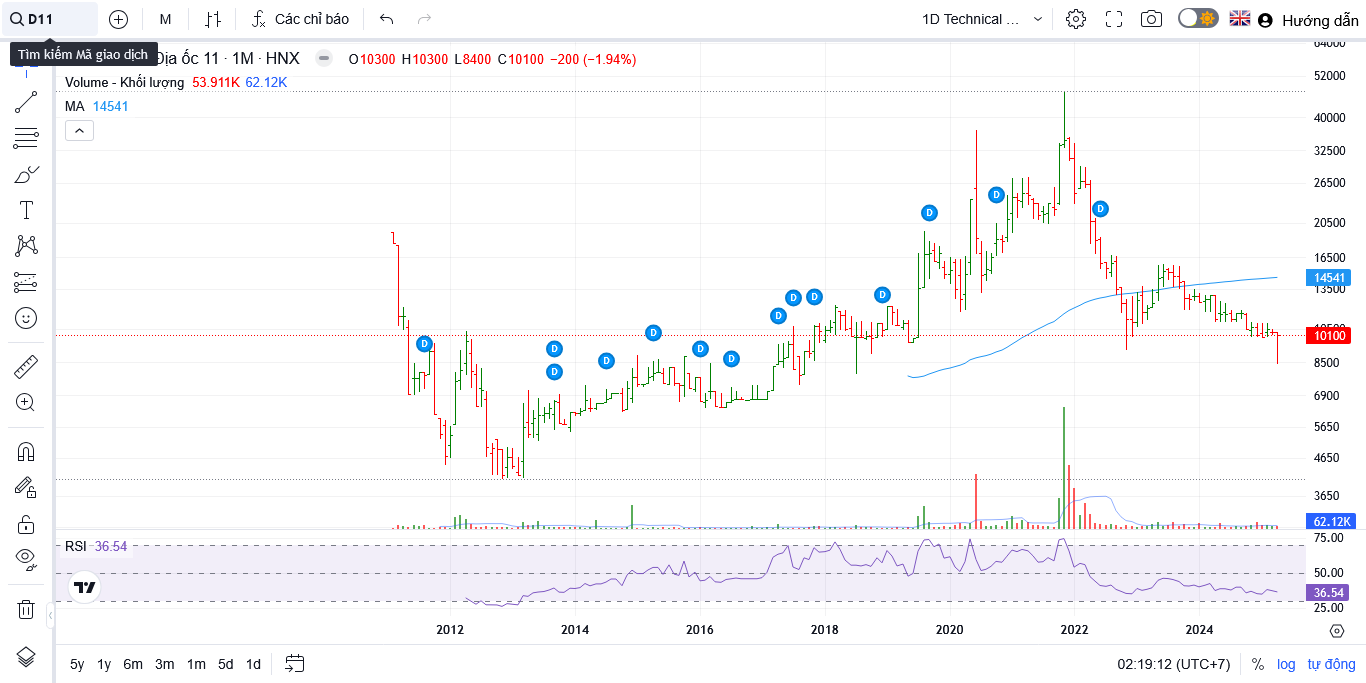 D11
M
Các chỉ báo
1D Technical ...
Hướng dẫn
Tìm kiếm Mã giao dịch
Địa ốc 11 · 1M · HNX
O10300 H10300 L8400 C10100 −200 (−1.94%)
Volume - Khối lượng 53.911K 62.12K
MA 14541
64000
52000
40000
32500
26500
20500
16500
14541
13500
10100
8500
6900
5650
4650
3650
62.12K
D
D
D
D
D
D
D
D
D
D
D
D
D
D
RSI 36.54
75.00
50.00
36.54
25.00
2012 2014 2016 2018 2020 2022 2024
5y 1y 6m 3m 1m 5d 1d
02:19:12 (UTC+7) % log tự động